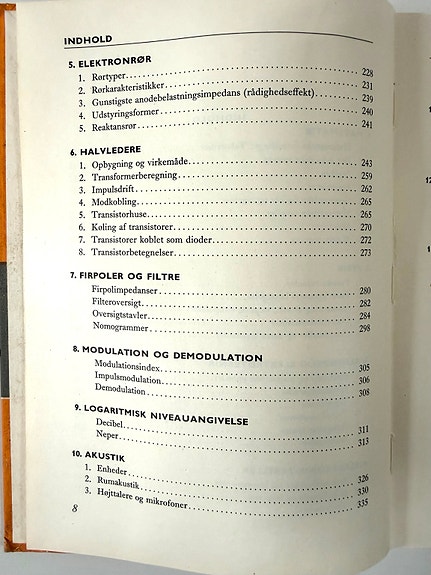 INDHOLD
5. ELEKTRONRØR
1. Rørtyper 228
2. Rørkarakteristikker 231
3. Gunstigste anodebelastningsimpedans (rådighedseffekt) 239
4. Udstyringsformer 240
5. Reaktansrør 241
6. HALVLEDERE
1. Opbygning og virkemåde 243
2. Transformerberegning 259
3. Impulsdrift 262
4. Modkobling 265
5. Transistorhuse 265
6. Køling af transistorer 270
7. Transistorer koblet som dioder 272
8. Transistorbetegnelser 273
7. FIRPOLER OG FILTRE
Firpolimpedanser 280
Filteroversigt 282
Oversigtstavler 284
Nomogrammer 298
8. MODULATION OG DEMODULATION
Modulationsindex 305
Impulsmodulation 306
Demodulation 308
9. LOGARITMISK NIVEAUANGIVELSE
Decibel 311
Neper 313
10. AKUSTIK
1. Enheder 326
2. Rumakustik 330
3. Højttalere og mikrofoner 335
8